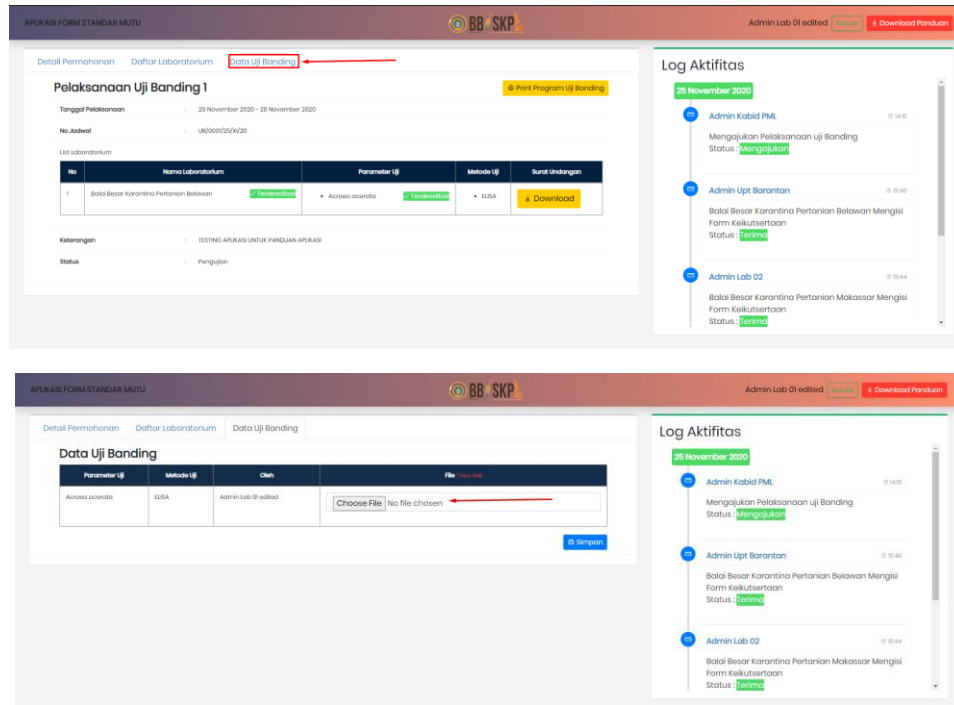 APLIKASI FORM STANDAR MUTU
BB SKP
Admin Lab 01 edited Keluar Download Panduan
Detail Permohonan Daftar Laboratorium Data Uji Banding
Pelaksanaan Uji Banding 1
Print Program Uji Banding
Tanggal Pelaksanaan : 28 November 2020 - 28 November 2020
No Jadwal : UB/0001/25/XI/20
List Laboratorium
No Nama Laboratorium Parameter Uji Metode Uji Surat Undangan
1 Balai Besar Karantina Pertanian Belawan Terakreditasi • Acraea acerata Terakreditasi • ELISA Download
Keterangan : TESTING APLIKASI UNTUK PANDUAN APLIKASI
Status : Pengujian
Log Aktifitas
25 November 2020
Admin Kabid PML 14:10
Mengajukan Pelaksanaan uji Banding
Status : Mengajukan
Admin Upt Barantan 15:40
Balai Besar Karantina Pertanian Belawan Mengisi
Form Keikutsertaan
Status : Terima
Admin Lab 02 15:44
Balai Besar Karantina Pertanian Makassar Mengisi
Form Keikutsertaan
Status : Terima
APLIKASI FORM STANDAR MUTU
BB SKP
Admin Lab 01 edited Keluar Download Panduan
Detail Permohonan Daftar Laboratorium Data Uji Banding
Data Uji Banding
Parameter Uji Metode Uji Oleh File
Acraea acerata ELISA Admin Lab 01 edited Choose File No file chosen
Simpan
Log Aktifitas
25 November 2020
Admin Kabid PML 14:10
Mengajukan Pelaksanaan uji Banding
Status : Mengajukan
Admin Upt Barantan 15:40
Balai Besar Karantina Pertanian Belawan Mengisi
Form Keikutsertaan
Status : Terima
Admin Lab 02 15:44
Balai Besar Karantina Pertanian Makassar Mengisi
Form Keikutsertaan
Status : Terima